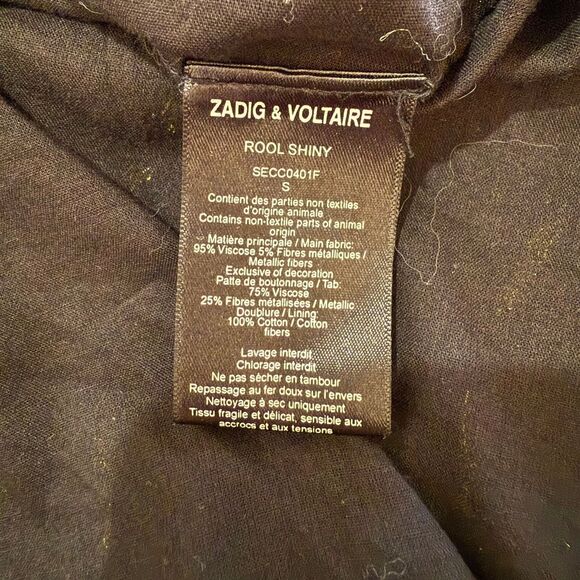 ZADIG & VOLTAIRE
ROOL SHINY
SECC0401F
S
Contient des parties non textiles
d'origine animale
Contains non-textile parts of animal
origin
Matière principale / Main fabric:
95% Viscose 5% Fibres métalliques /
Metallic fibers
Exclusive of decoration
Patte de boutonnage / Tab:
75% Viscose
25% Fibres métallisées / Metallic
Doublure / Lining:
100% Cotton / Cotton
fibers
Lavage interdit
Chlorage interdit
Ne pas sécher en tambour
Repassage au fer doux sur l'envers
Nettoyage à sec uniquement
Tissu fragile et délicat, sensible aux
accrocs et aux tensions